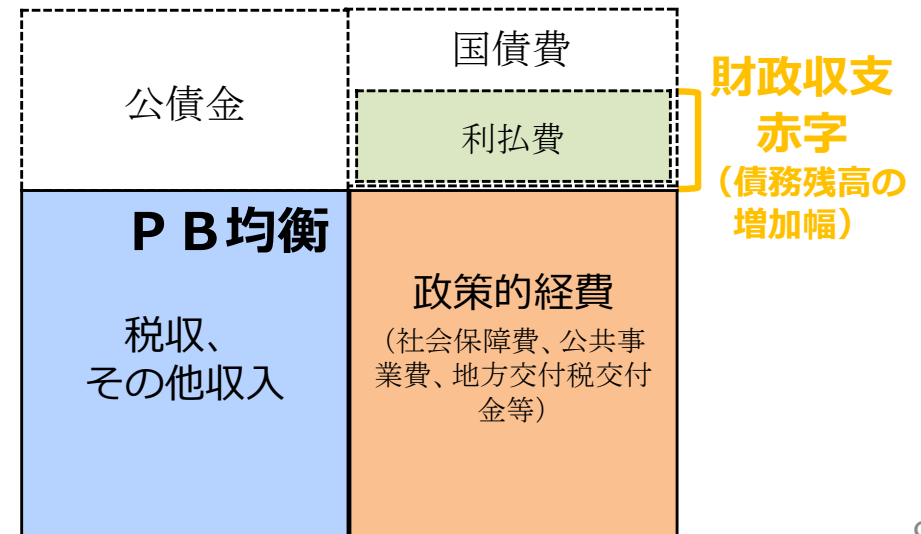 公債金
国債費
利払費
財政収支
赤字
（債務残高の
増加幅）
ＰＢ均衡
税収、
その他収入
政策的経費
（社会保障費、公共事
業費、地方交付税交付
金等）